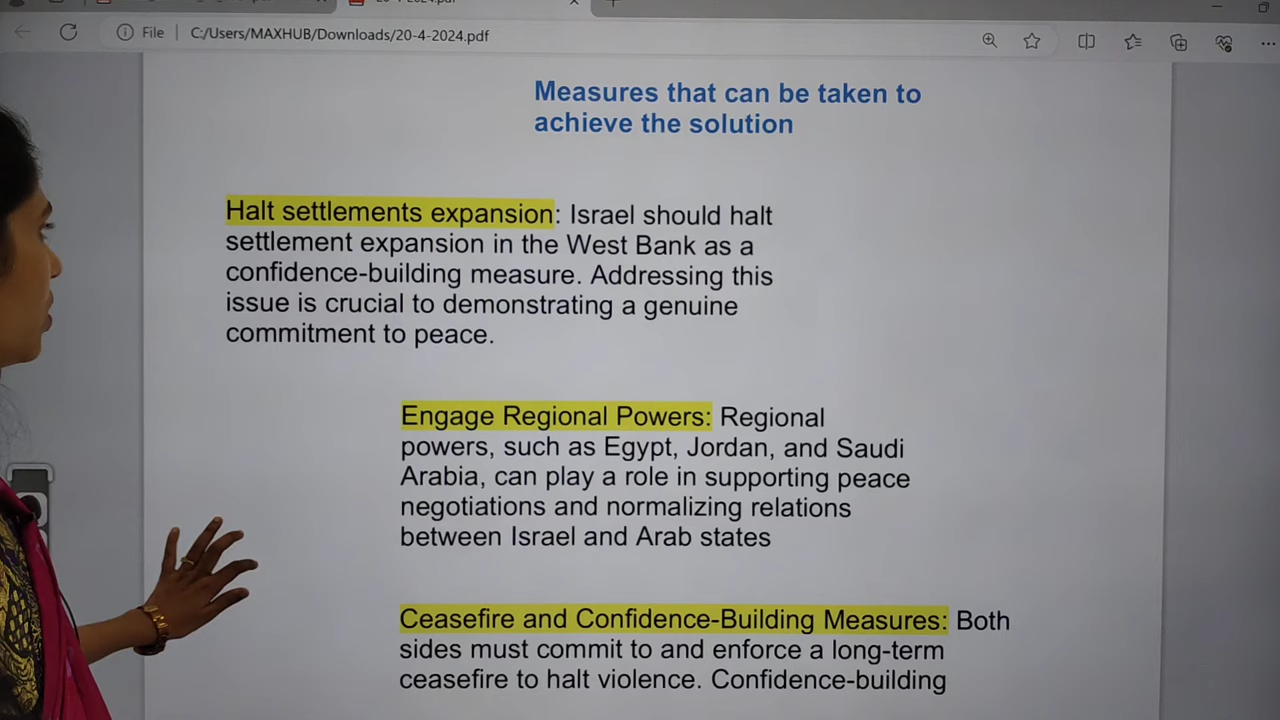 20-4-2024.pdf
File
C:/Users/MAXHUB/Downloads/20-4-2024.pdf
Measures that can be taken to
achieve the solution
Halt settlements expansion: Israel should halt
settlement expansion in the West Bank as a
confidence-building measure. Addressing this
issue is crucial to demonstrating a genuine
commitment to peace.
Engage Regional Powers: Regional
powers, such as Egypt, Jordan, and Saudi
Arabia, can play a role in supporting peace
negotiations and normalizing relations
between Israel and Arab states
Ceasefire and Confidence-Building Measures: Both
sides must commit to and enforce a long-term
ceasefire to halt violence. Confidence-building